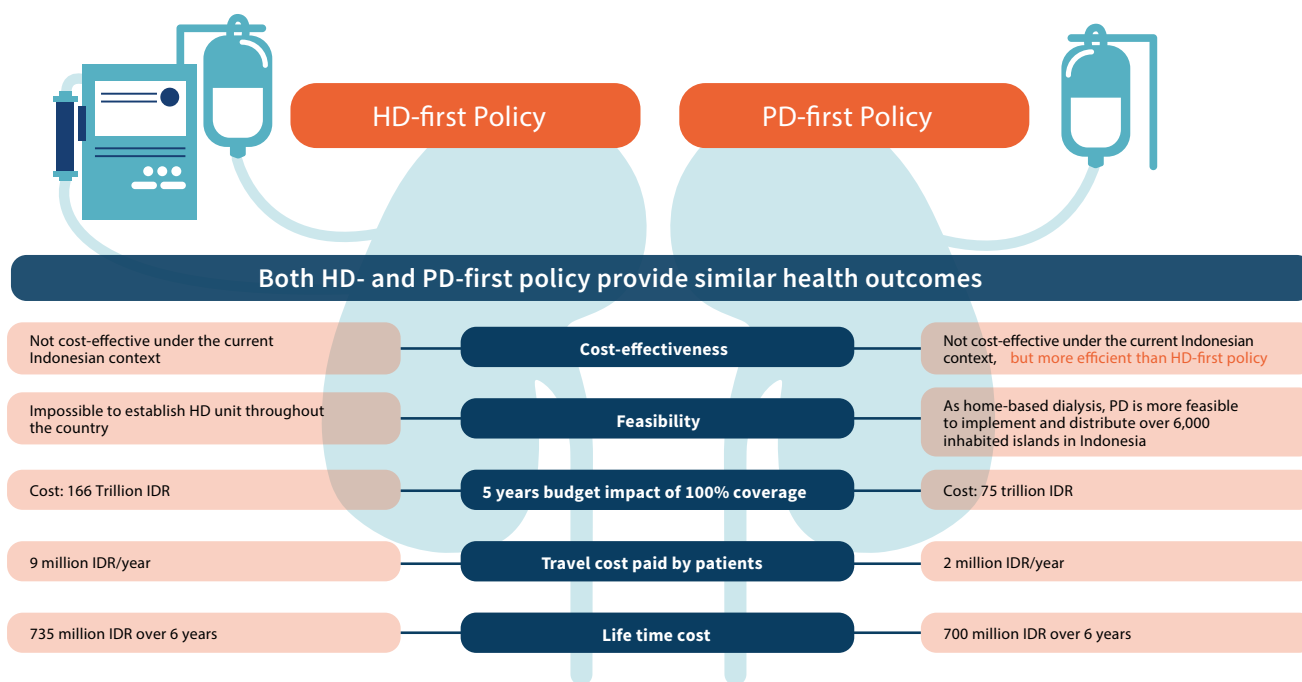 HD-first Policy
PD-first Policy
Both HD- and PD-first policy provide similar health outcomes
Not cost-effective under the current
Indonesian context
Cost-effectiveness
Not cost-effective under the current Indonesian
context, but more efficient than HD-first policy
Impossible to establish HD unit throughout
the country
Feasibility
As home-based dialysis, PD is more feasible
to implement and distribute over 6,000
inhabited islands in Indonesia
Cost: 166 Trillion IDR
5 years budget impact of 100% coverage
Cost: 75 trillion IDR
9 million IDR/year
Travel cost paid by patients
2 million IDR/year
735 million IDR over 6 years
Life time cost
700 million IDR over 6 years